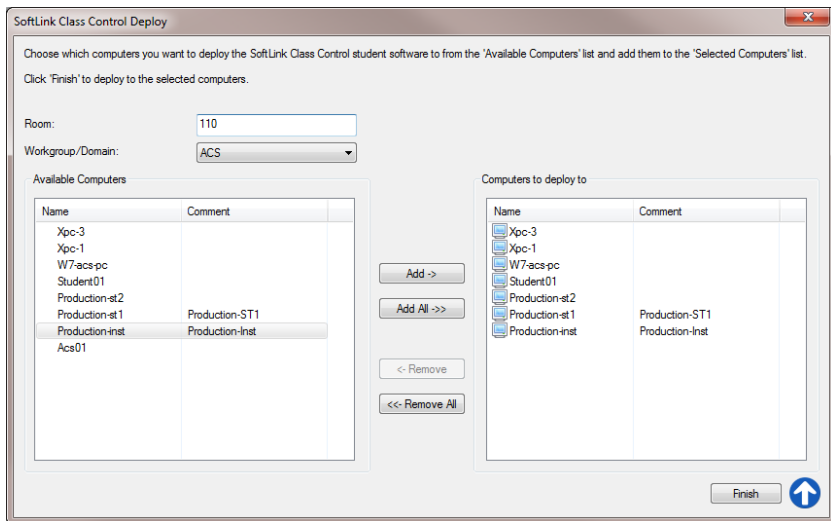 SoftLink Class Control Deploy
Choose which computers you want to deploy the SoftLink Class Control student software to from the 'Available Computers' list and add them to the 'Selected Computers' list.
Click 'Finish' to deploy to the selected computers.
Room: 110
Workgroup/Domain: ACS
Available Computers
Name Comment
Xpc-3
Xpc-1
W7-acs-pc
Student01
Production-st2
Production-st1 Production-ST1
Production-inst Production-Inst
Acs01
Add ->
Add All ->>
<- Remove
<<- Remove All
Computers to deploy to
Name Comment
Xpc-3
Xpc-1
W7-acs-pc
Student01
Production-st2
Production-st1 Production-ST1
Production-inst Production-Inst
Finish